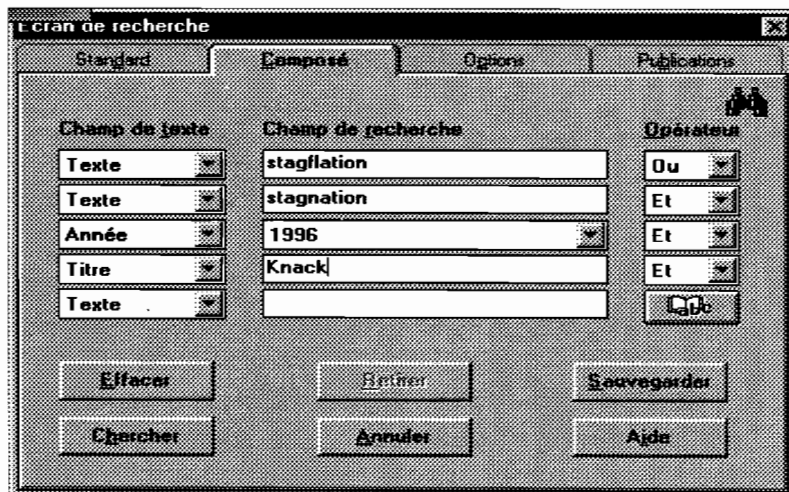 Ecran de recherche
Standard Composé Options Publications
Champ de texte Champ de recherche Opérateur
Texte stagflation Ou
Texte stagnation Et
Année 1996 Et
Titre Knack Et
Texte abc
Effacer Retirer Sauvegarder
Chercher Annuler Aide